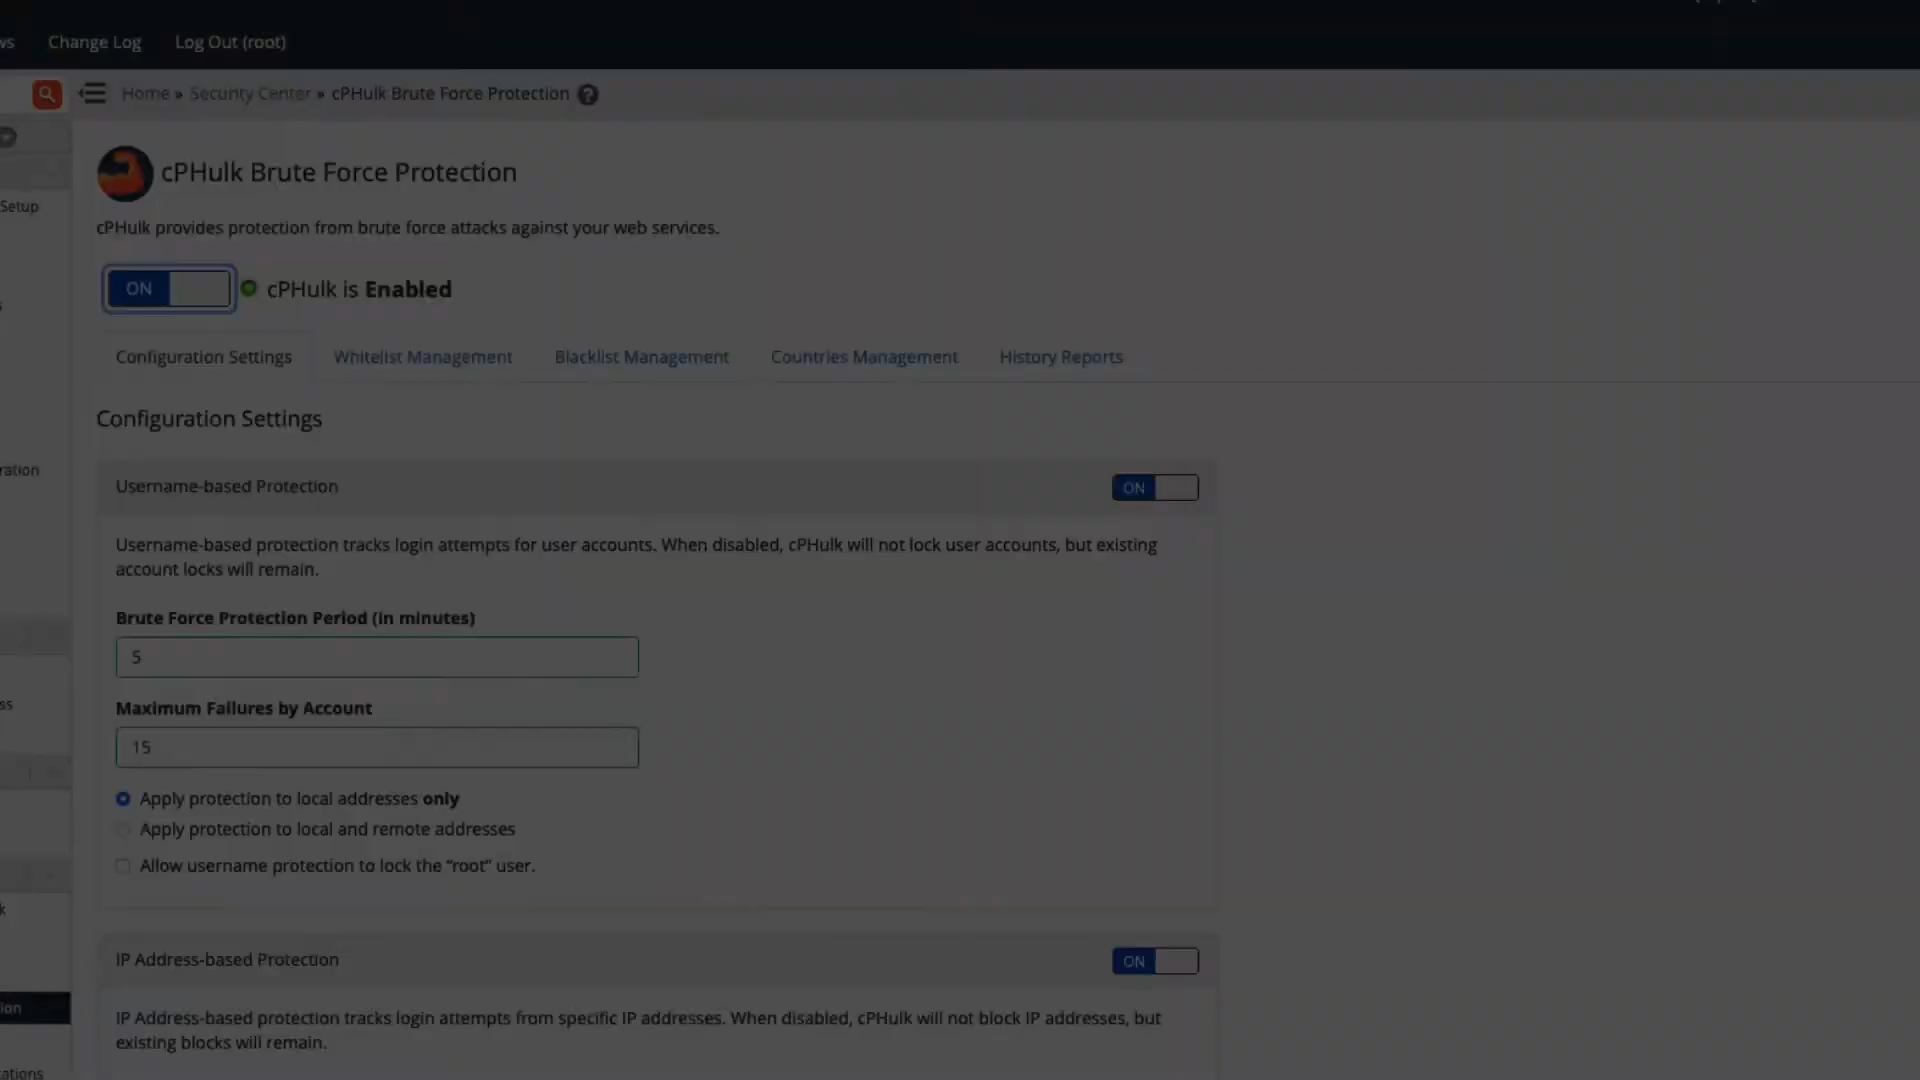 Change Log
Log Out (root)
Home » Security Center » cPHulk Brute Force Protection
cPHulk Brute Force Protection
Setup
cPHulk provides protection from brute force attacks against your web services.
ON cPHulk is Enabled
Configuration Settings Whitelist Management Blacklist Management Countries Management History Reports
Configuration Settings
Username-based Protection ON
Username-based protection tracks login attempts for user accounts. When disabled, cPHulk will not lock user accounts, but existing
account locks will remain.
Brute Force Protection Period (in minutes)
5
Maximum Failures by Account
15
Apply protection to local addresses only
Apply protection to local and remote addresses
Allow username protection to lock the “root” user.
IP Address-based Protection ON
IP Address-based protection tracks login attempts from specific IP addresses. When disabled, cPHulk will not block IP addresses, but
existing blocks will remain.